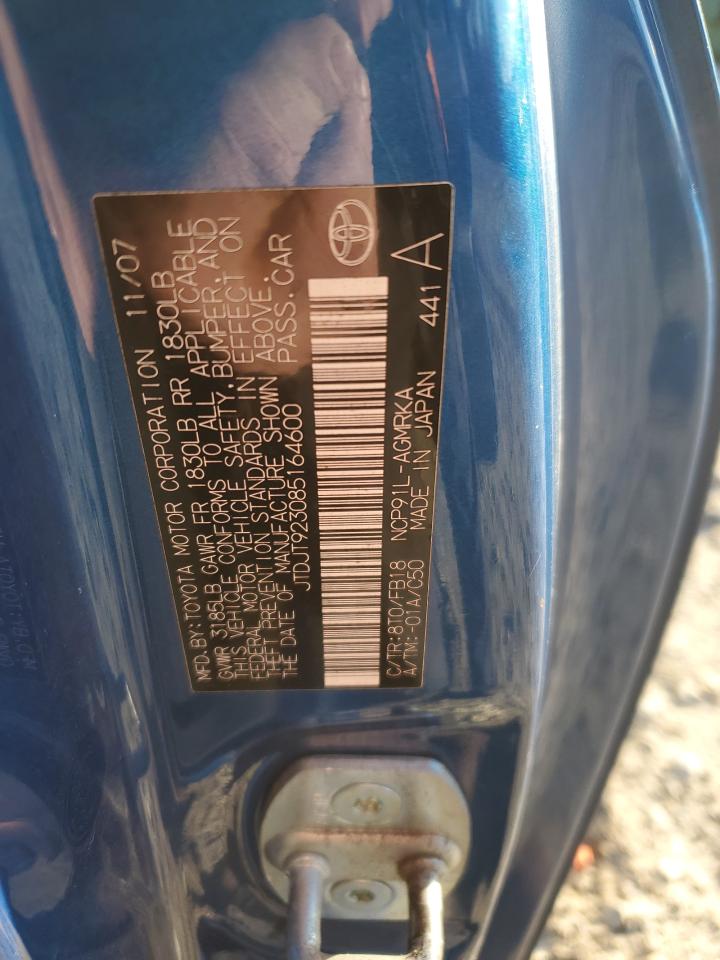 MFD.BY:TOYOTA MOTOR CORPORATION 11/07
GVWR 3185LB GAWR FR 1830LB RR 1830LB
THIS VEHICLE CONFORMS TO ALL APPLICABLE
FEDERAL MOTOR VEHICLE SAFETY,BUMPER,AND
THEFT PREVENTION STANDARDS IN EFFECT ON
THE DATE OF MANUFACTURE SHOWN ABOVE.
JTDJT923085164600 PASS.CAR
C/TR:8T0/FB18 NCP91L-AGMRKA 441 A
A/TM:-01A/C50 MADE IN JAPAN